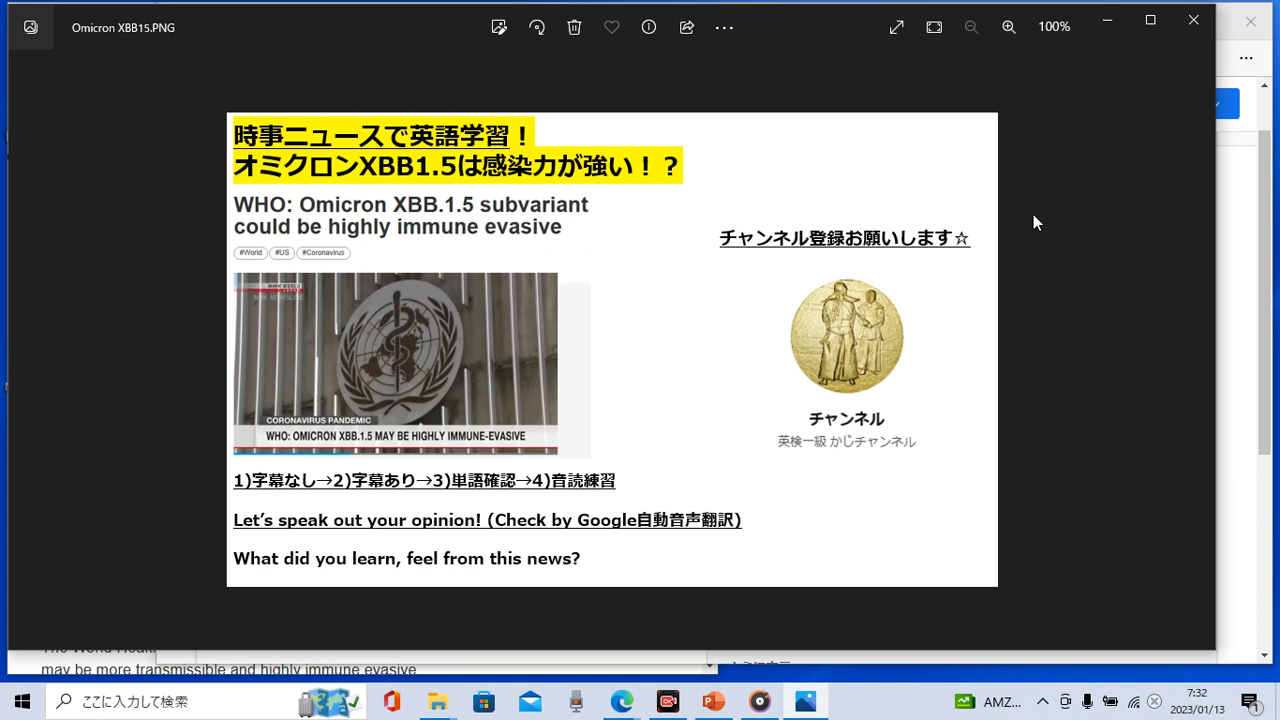 Omicron XBB15.PNG
100%
時事ニュースで英語学習！
オミクロンXBB1.5は感染力が強い！？
WHO: Omicron XBB.1.5 subvariant
could be highly immune evasive
#World #US #Coronavirus
チャンネル登録お願いします☆
CORONAVIRUS PANDEMIC
WHO: OMICRON XBB.1.5 MAY BE HIGHLY IMMUNE-EVASIVE
チャンネル
英検一級 かじチャンネル
1)字幕なし→2)字幕あり→3)単語確認→4)音読練習
Let's speak out your opinion! (Check by Google自動音声翻訳)
What did you learn, feel from this news?
may be more transmissible and highly immune evasive
ここに入力して検索
AMZ...
7:32
2023/01/13